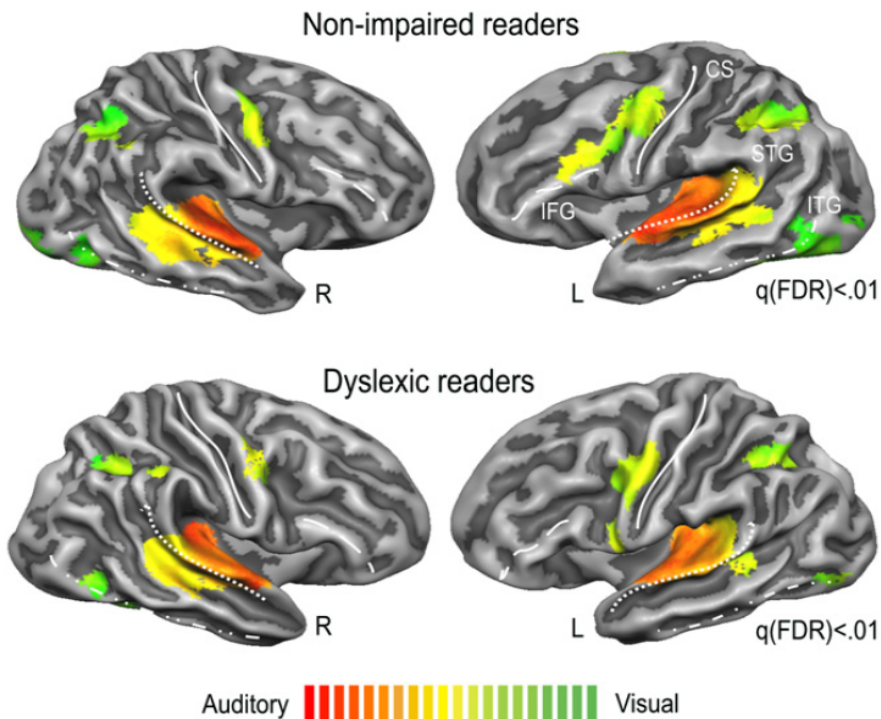 Non-impaired readers
CS
STG
IFG
ITG
R
L
q(FDR)<.01
Dyslexic readers
R
L
q(FDR)<.01
Auditory
Visual